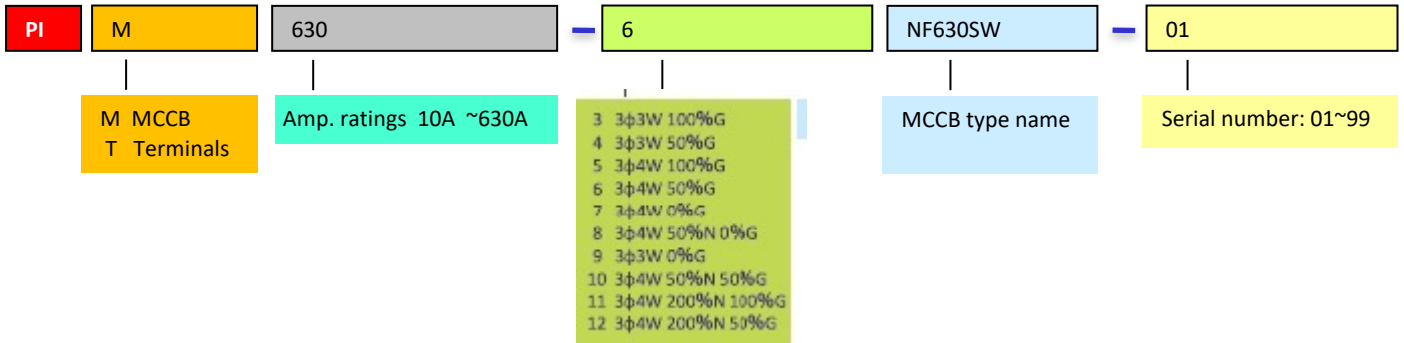 PI M 630 – 6 NF630SW – 01
M MCCB
T Terminals
Amp. ratings 10A ~630A
3 3ϕ3W 100%G
4 3ϕ3W 50%G
5 3ϕ4W 100%G
6 3ϕ4W 50%G
7 3ϕ4W 0%G
8 3ϕ4W 50%N 0%G
9 3ϕ3W 0%G
10 3ϕ4W 50%N 50%G
11 3ϕ4W 200%N 100%G
12 3ϕ4W 200%N 50%G
MCCB type name
Serial number: 01~99